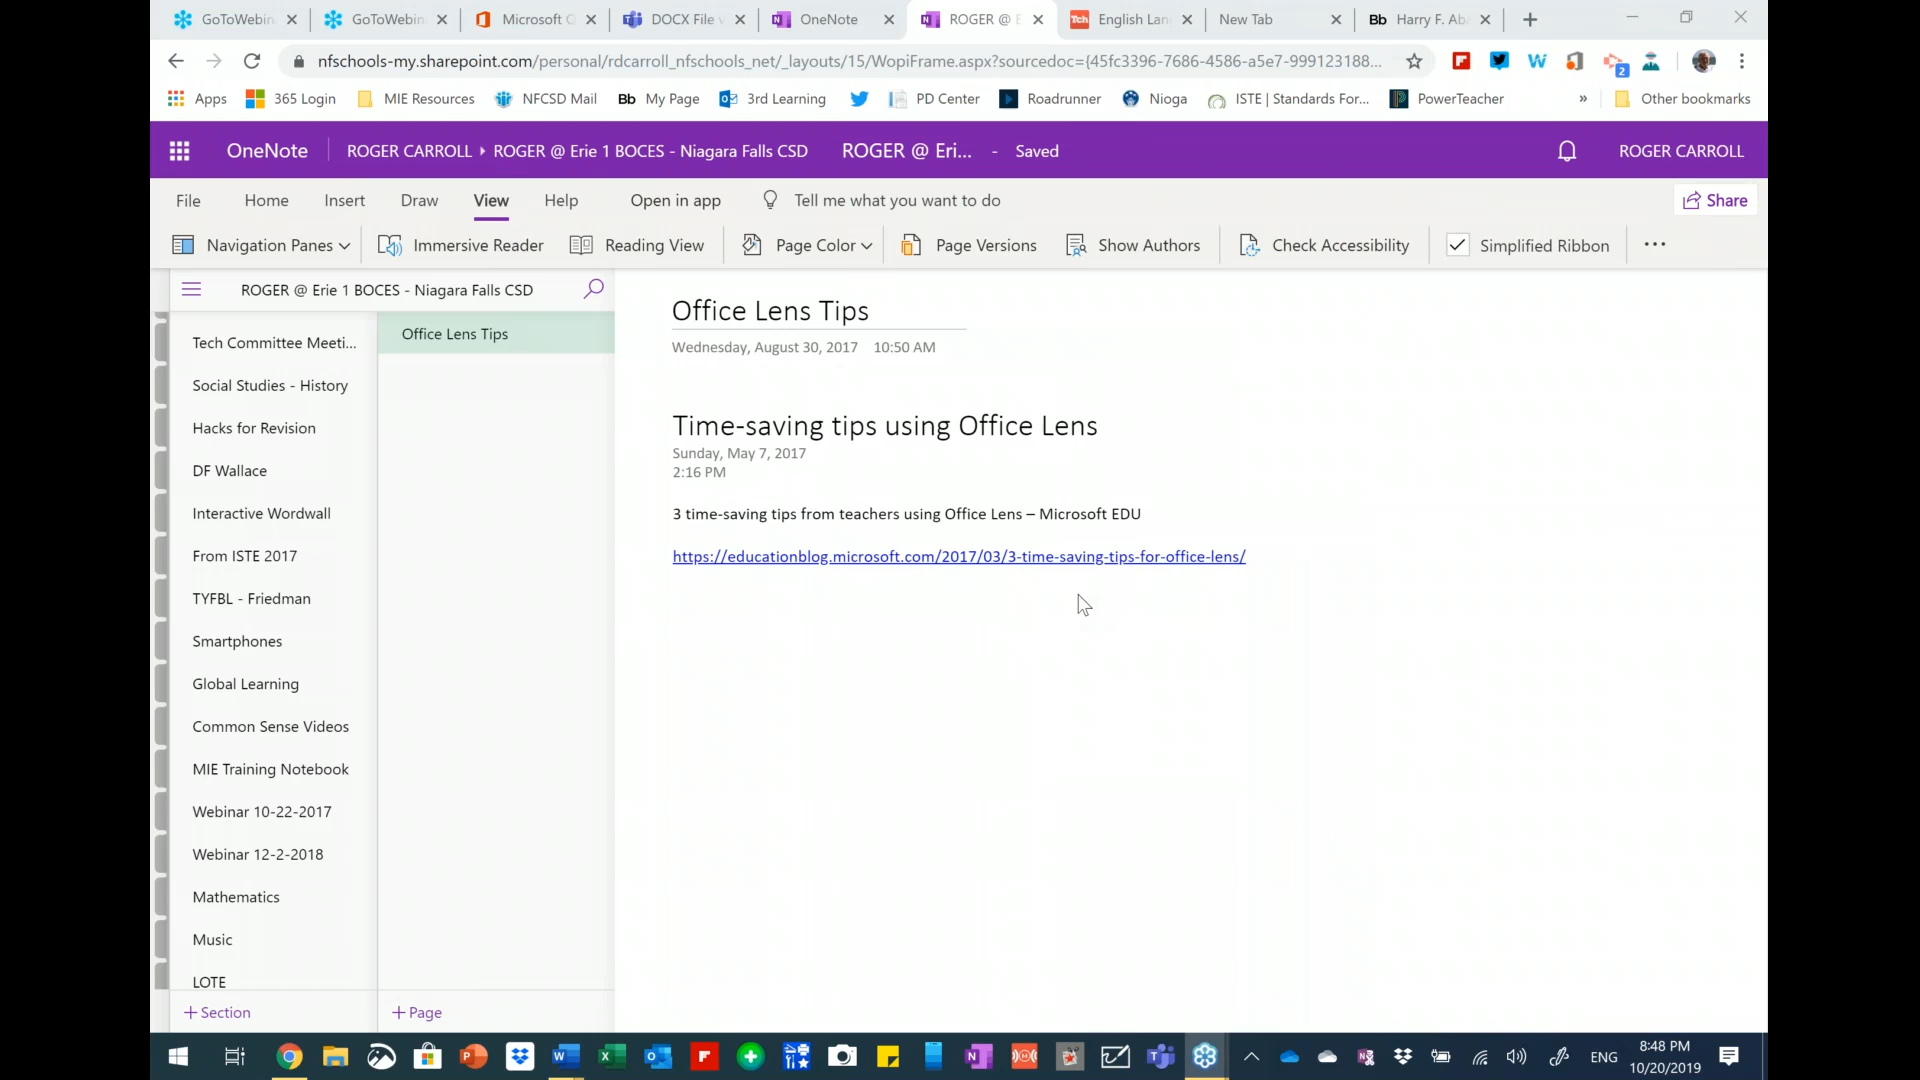 GoToWebin
GoToWebin
Microsoft O
DOCX File v
OneNote
ROGER @ E
Tch
English Lan
New Tab
Bb
Harry F. Ab
nfschools-my.sharepoint.com/personal/rdcarroll_nfschools_net/_layouts/15/WopiFrame.aspx?sourcedoc={45fc3396-7686-4586-a5e7-999123188...
2
Apps
365 Login
MIE Resources
NFCSD Mail
Bb
My Page
3rd Learning
PD Center
Roadrunner
Nioga
ISTE | Standards For...
PowerTeacher
»
Other bookmarks
OneNote
ROGER CARROLL
ROGER @ Erie 1 BOCES - Niagara Falls CSD
ROGER @ Eri...
-
Saved
ROGER CARROLL
File
Home
Insert
Draw
View
Help
Open in app
Tell me what you want to do
Share
Navigation Panes
Immersive Reader
Reading View
Page Color
Page Versions
Show Authors
Check Accessibility
Simplified Ribbon
...
ROGER @ Erie 1 BOCES - Niagara Falls CSD
Tech Committee Meeti...
Social Studies - History
Hacks for Revision
DF Wallace
Interactive Wordwall
From ISTE 2017
TYFBL - Friedman
Smartphones
Global Learning
Common Sense Videos
MIE Training Notebook
Webinar 10-22-2017
Webinar 12-2-2018
Mathematics
Music
LOTE
+ Section
Office Lens Tips
+ Page
Office Lens Tips
Wednesday, August 30, 2017 10:50 AM
Time-saving tips using Office Lens
Sunday, May 7, 2017
2:16 PM
3 time-saving tips from teachers using Office Lens – Microsoft EDU
https://educationblog.microsoft.com/2017/03/3-time-saving-tips-for-office-lens/
ENG
8:48 PM
10/20/2019